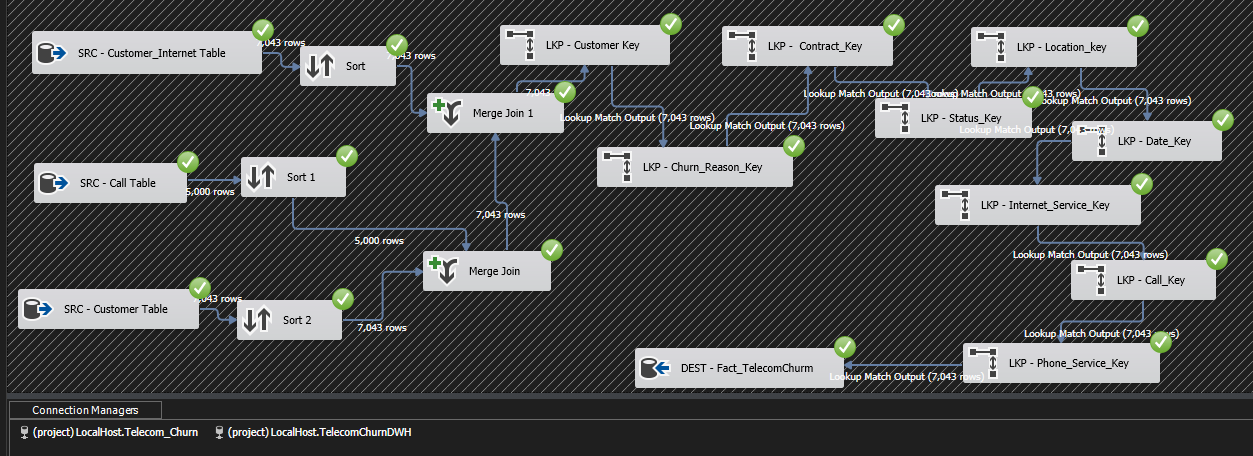 SRC - Customer_Internet Table
7,043 rows
Sort
7,043 rows
Merge Join 1
7,043
LKP - Customer Key
Lookup Match Output (7,043 rows)
LKP - Churn_Reason_Key
Lookup Match Output (7,043 rows)
LKP - Contract_Key
Lookup Match Output (7,043 rows)
LKP - Status_Key
LKP - Location_key
Lookup Match Output (7,043 rows)
LKP - Date_Key
Lookup Match Output (7,043 rows)
LKP - Internet_Service_Key
Lookup Match Output (7,043 rows)
LKP - Call_Key
Lookup Match Output (7,043 rows)
LKP - Phone_Service_Key
Lookup Match Output (7,043 rows)
DEST - Fact_TelecomChurm
SRC - Call Table
5,000 rows
Sort 1
5,000 rows
7,043 rows
Merge Join
SRC - Customer Table
7,043 rows
Sort 2
7,043 rows
Connection Managers
(project) LocalHost.Telecom_Churn
(project) LocalHost.TelecomChurnDWH